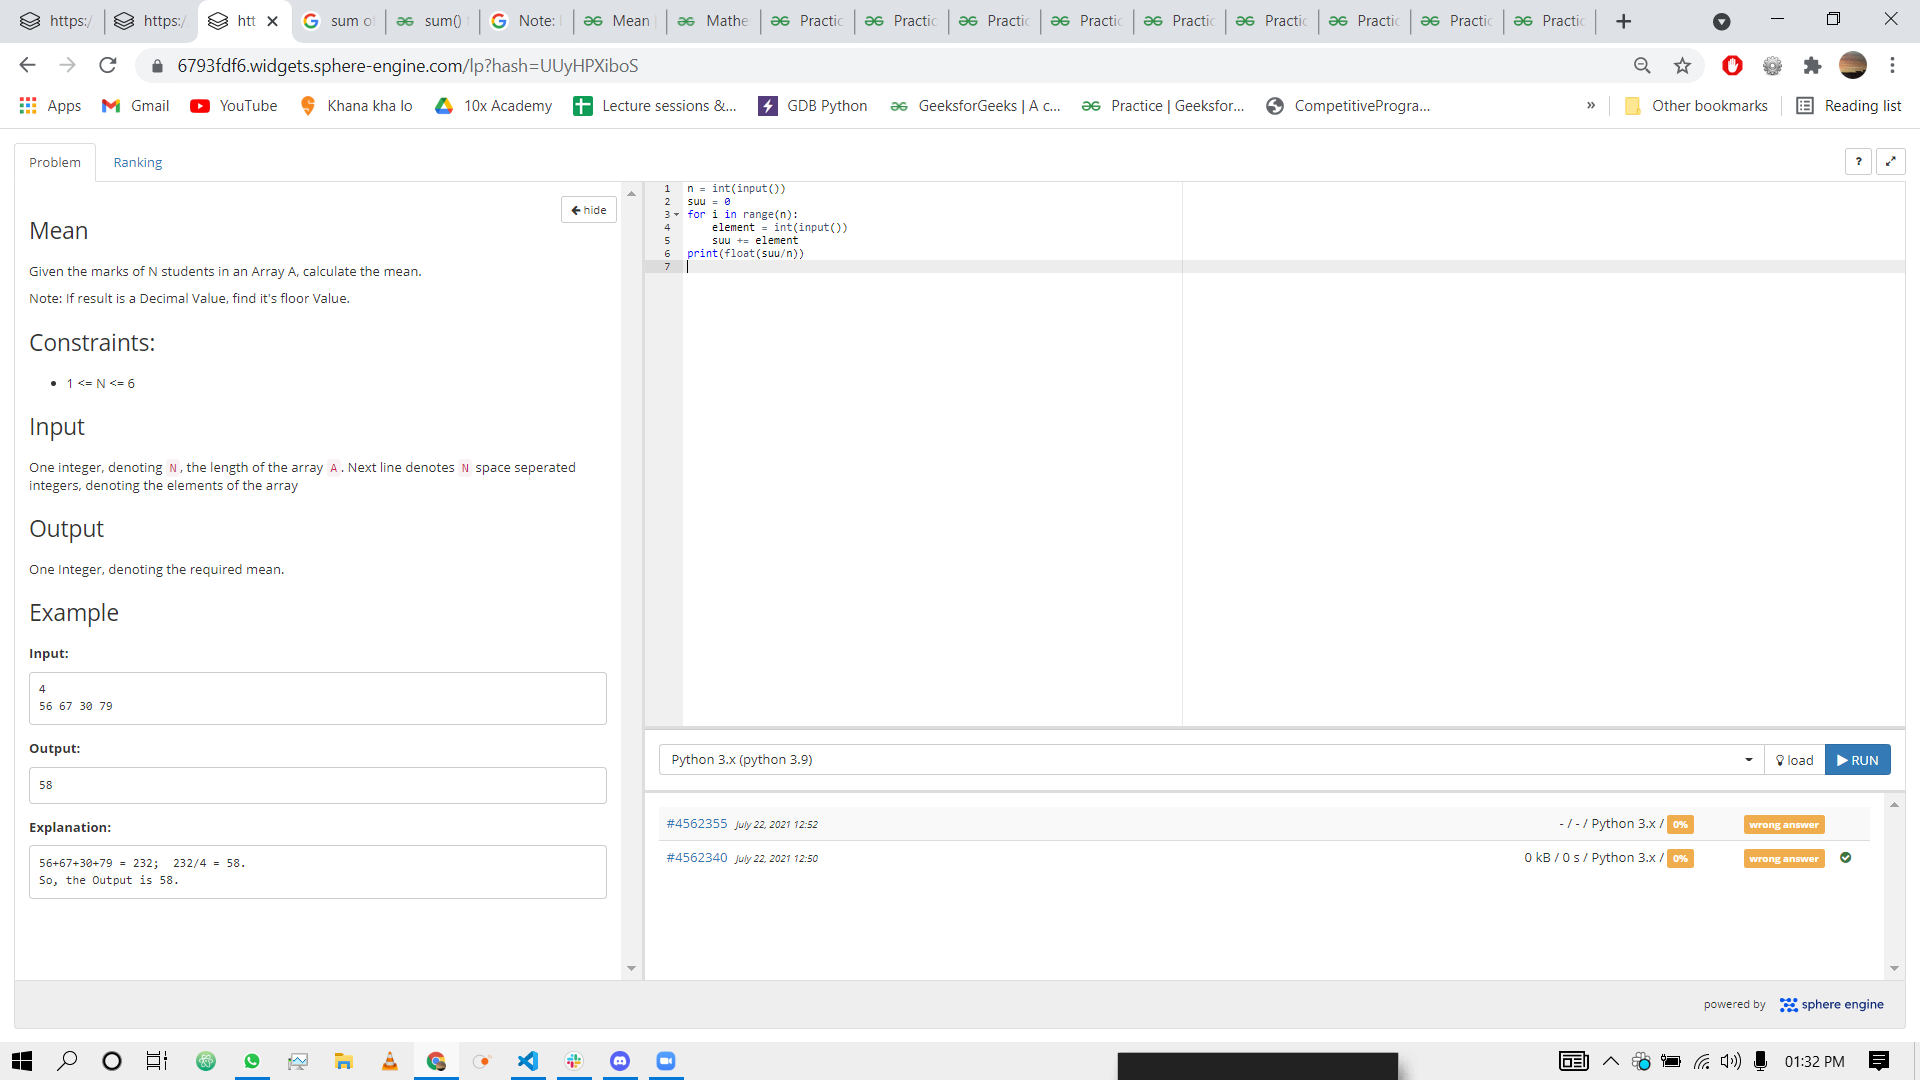 https:/
https:/
htt
sum o
sum()
Note:
Mean
Mathe
Practic
Practic
Practic
Practic
Practic
Practic
Practic
Practic
Practic
6793fdf6.widgets.sphere-engine.com/lp?hash=UUyHPXiboS
Apps
Gmail
YouTube
Khana kha lo
10x Academy
Lecture sessions &...
GDB Python
GeeksforGeeks | A c...
Practice | Geeksfor...
CompetitiveProgra...
»
Other bookmarks
Reading list
Problem
Ranking
?
hide
Mean
Given the marks of N students in an Array A, calculate the mean.
Note: If result is a Decimal Value, find it's floor Value.
Constraints:
• 1 <= N <= 6
Input
One integer, denoting N, the length of the array A. Next line denotes N space seperated
integers, denoting the elements of the array
Output
One Integer, denoting the required mean.
Example
Input:
4
56 67 30 79
Output:
58
Explanation:
56+67+30+79 = 232;  232/4 = 58.
So, the Output is 58.
1 n = int(input())
2 suu = 0
3 for i in range(n):
4     element = int(input())
5     suu += element
6 print(float(suu/n))
7
Python 3.x (python 3.9)
load
RUN
#4562355 July 22, 2021 12:52 - / - / Python 3.x / 0% wrong answer
#4562340 July 22, 2021 12:50 0 kB / 0 s / Python 3.x / 0% wrong answer
powered by sphere engine
01:32 PM